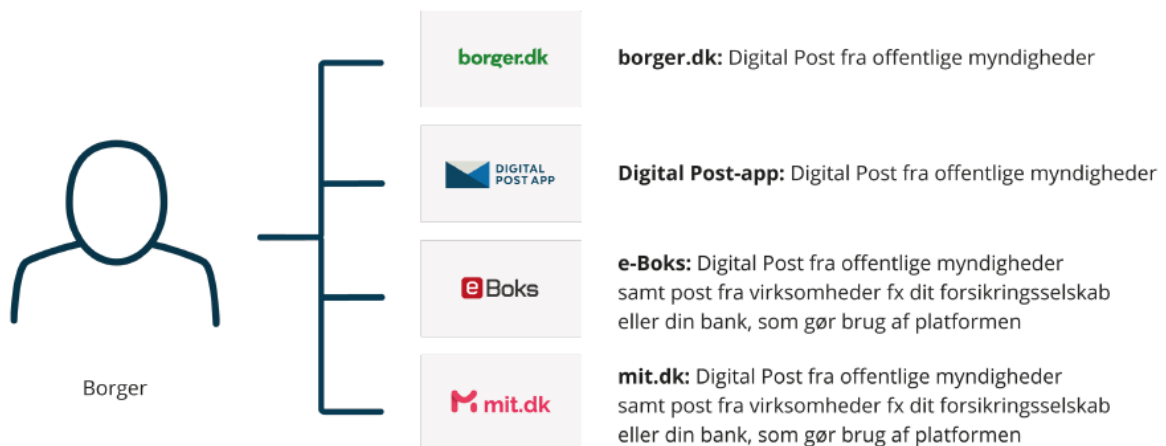 borger.dk
borger.dk: Digital Post fra offentlige myndigheder
DIGITAL
POST APP
Digital Post-app: Digital Post fra offentlige myndigheder
e Boks
e-Boks: Digital Post fra offentlige myndigheder
samt post fra virksomheder fx dit forsikringsselskab
eller din bank, som gør brug af platformen
Borger
mit.dk
mit.dk: Digital Post fra offentlige myndigheder
samt post fra virksomheder fx dit forsikringsselskab
eller din bank, som gør brug af platformen